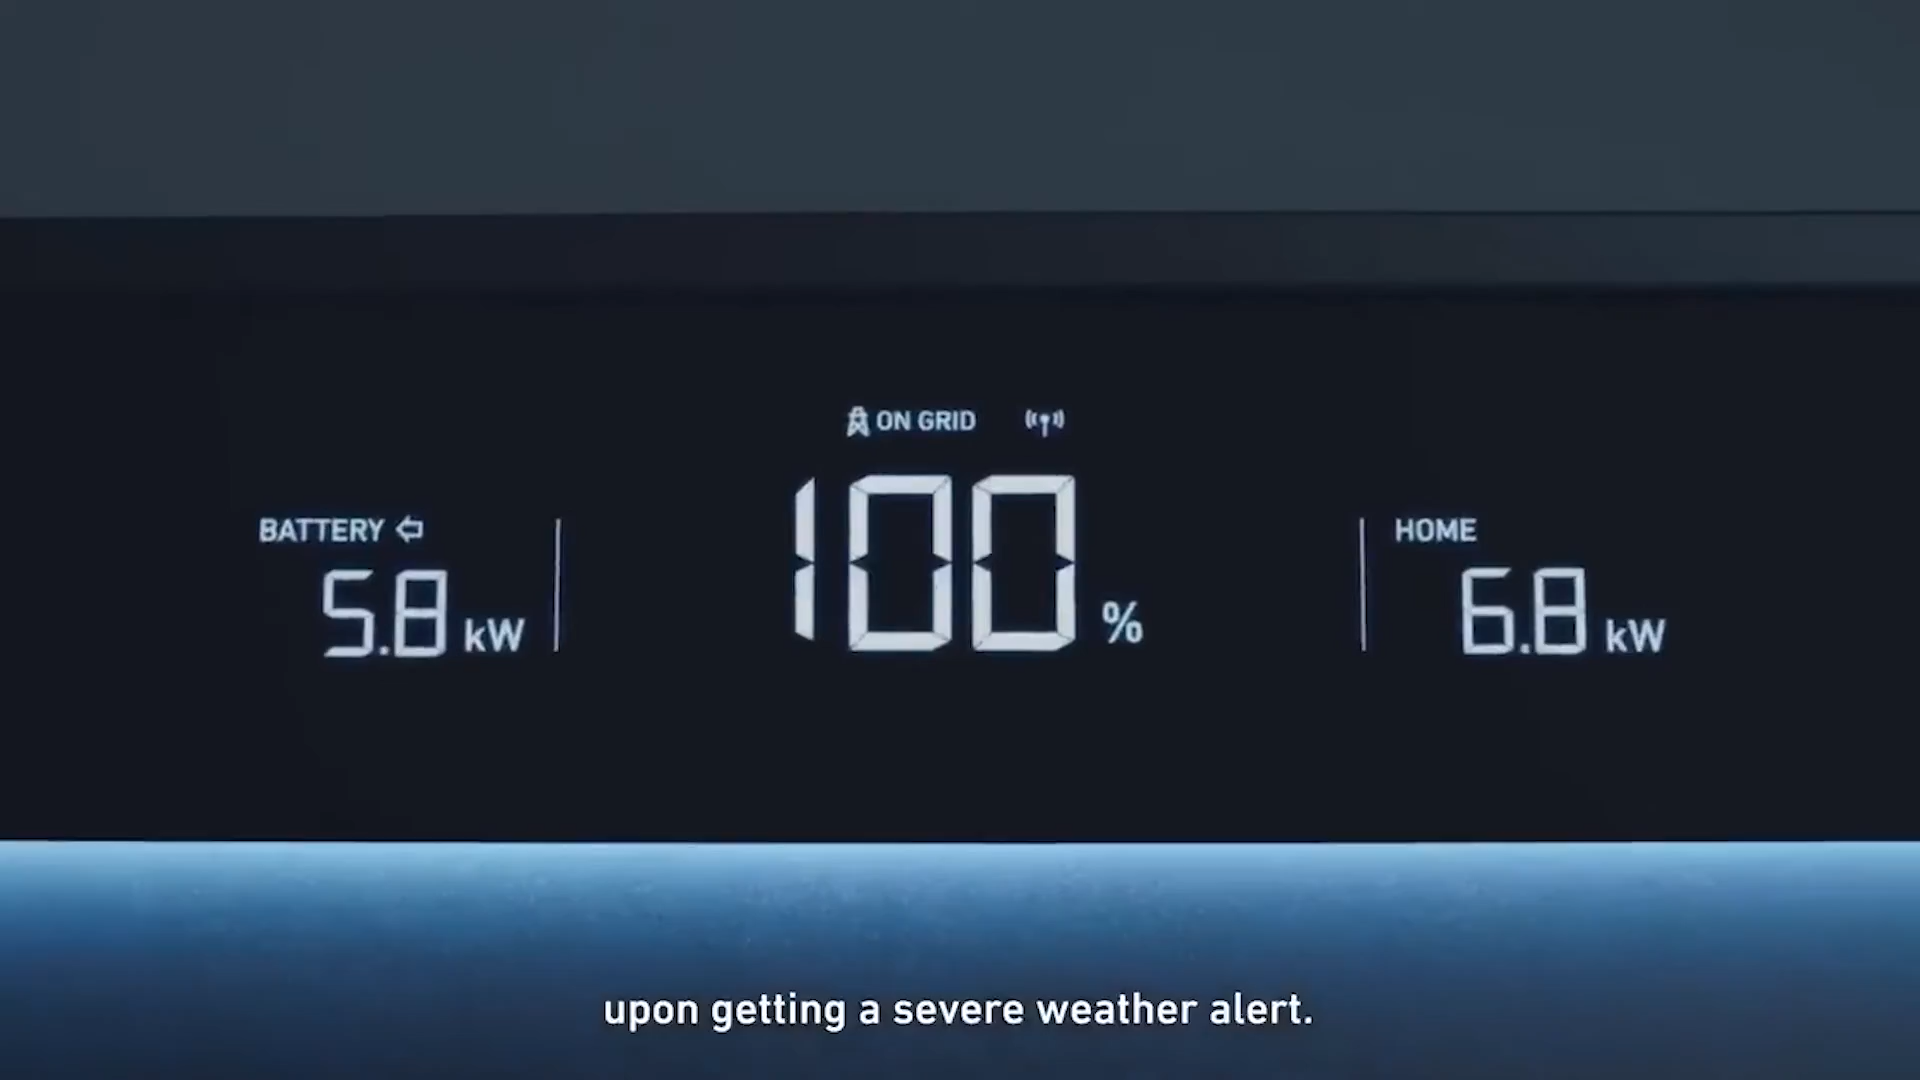 ON GRID
BATTERY
5.8 kW
100 %
HOME
6.8 kW
upon getting a severe weather alert.